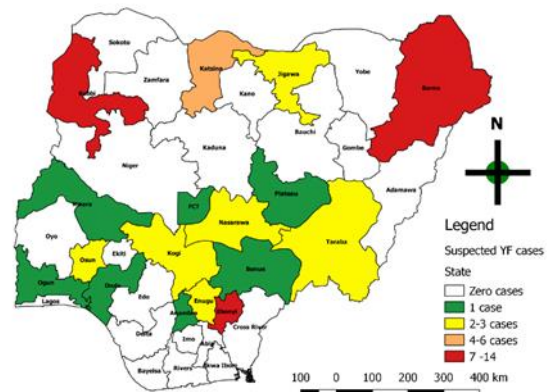 Sokoto
Katsina
Borno
Jigawa
Yobe
Zamfara
Kano
Kebbi
Bauchi
Gombe
Kaduna
Niger
Adamawa
Plateau
FCT
Kwara
Nasarawa
Taraba
Oyo
Kogi
Osun
Ekiti
Benue
Ogun
Ondo
Edo
Enugu
Ebonyi
Lagos
Anambra
Cross River
Delta
Imo
Abia
Bayelsa
Rivers
Akwa Ibom
N
Legend
Suspected YF cases
State
Zero cases
1 case
2-3 cases
4-6 cases
7 -14
100 0 100 200 300 400 km